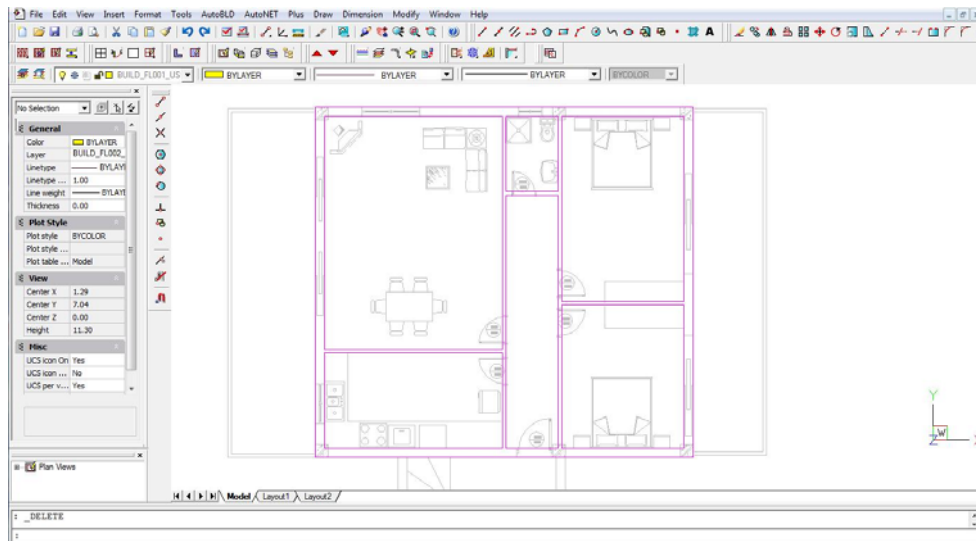 File Edit View Insert Format Tools AutoBLD AutoNET Plus Draw Dimension Modify Window Help
A
BUILD_FL001_US BYLAYER BYLAYER BYLAYER BYCOLOR
No Selection
General
Color BYLAYER
Layer BUILD_FL002_
Linetype BYLAYE
Linetype ... 1.00
Line weight BYLAYE
Thickness 0.00
Plot Style
Plot style BYCOLOR
Plot style ...
Plot table ... Model
View
Center X 1.29
Center Y 7.04
Center Z 0.00
Height 11.30
Misc
UCS icon On Yes
UCS icon ... No
UCS per v... Yes
Plan Views
Y
W
Z X
Model Layout1 Layout2
: _DELETE
: